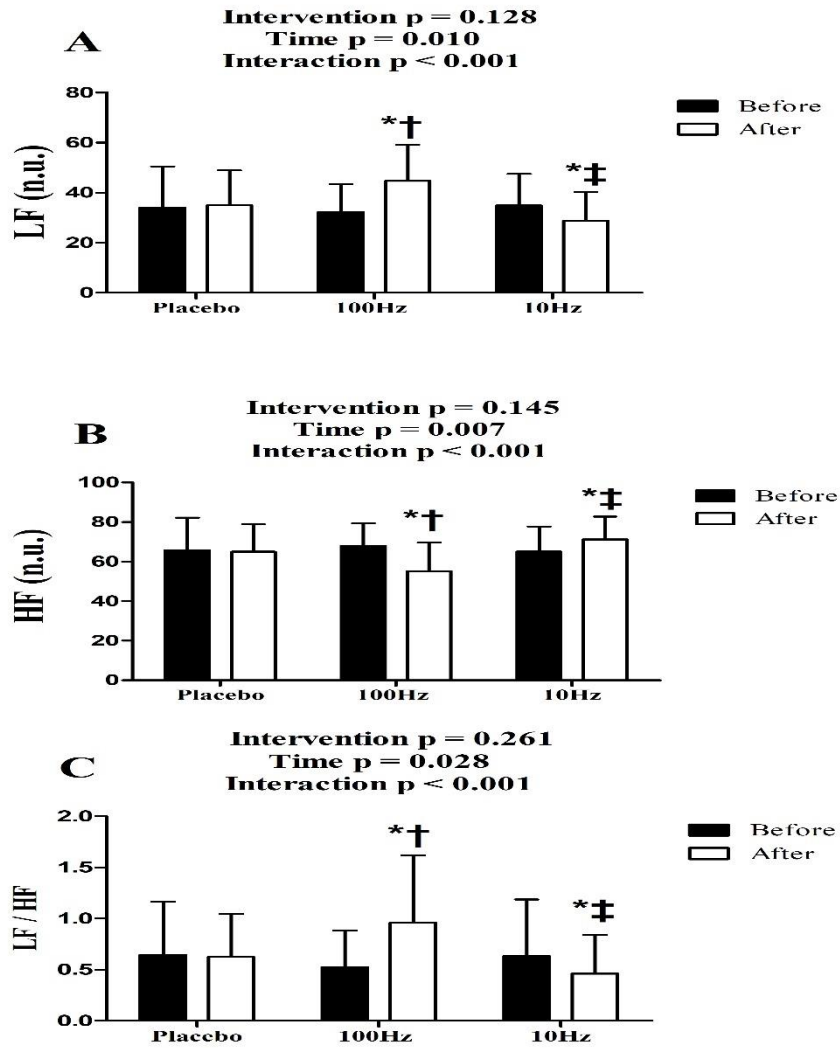 Intervention p = 0.128
A
Time p = 0.010
Interaction p < 0.001
80
60
40
20
0
LF (n.u.)
*†
*‡
Before
After
Placebo
100Hz
10Hz
Intervention p = 0.145
B
Time p = 0.007
Interaction p < 0.001
100
80
60
40
20
0
HF (n.u.)
*†
*‡
Before
After
Placebo
100Hz
10Hz
Intervention p = 0.261
C
Time p = 0.028
Interaction p < 0.001
2.0
1.5
1.0
0.5
0.0
LF / HF
*†
*‡
Before
After
Placebo
100Hz
10Hz